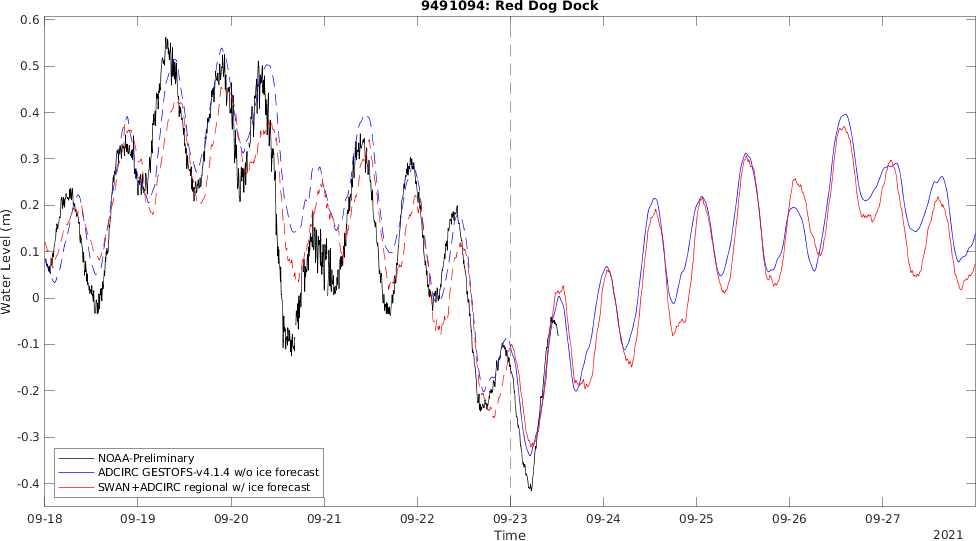 9491094: Red Dog Dock
0.6
0.5
0.4
0.3
0.2
0.1
0
-0.1
-0.2
-0.3
-0.4
Water Level (m)
NOAA-Preliminary
ADCIRC GESTOFS-v4.1.4 w/o ice forecast
SWAN+ADCIRC regional w/ ice forecast
09-18 09-19 09-20 09-21 09-22 09-23 09-24 09-25 09-26 09-27
Time
2021